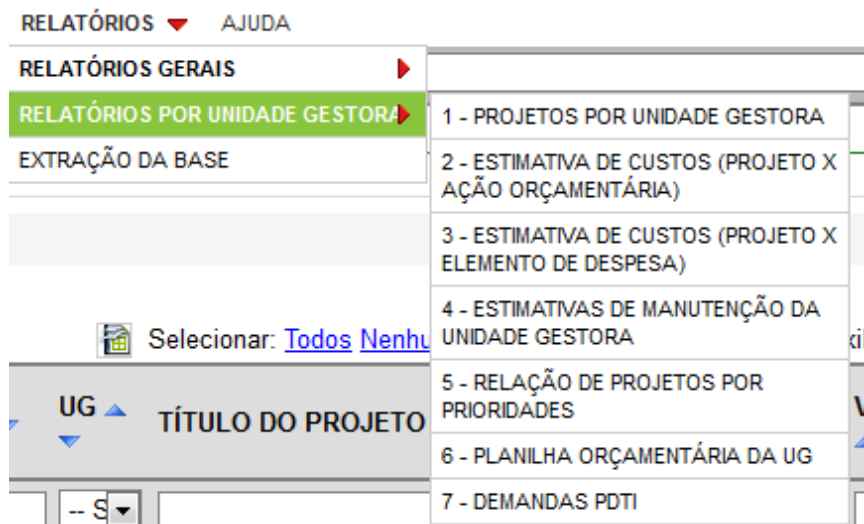 RELATÓRIOS AJUDA
RELATÓRIOS GERAIS
RELATÓRIOS POR UNIDADE GESTORA
EXTRAÇÃO DA BASE
1 - PROJETOS POR UNIDADE GESTORA
2 - ESTIMATIVA DE CUSTOS (PROJETO X
AÇÃO ORÇAMENTÁRIA)
3 - ESTIMATIVA DE CUSTOS (PROJETO X
ELEMENTO DE DESPESA)
4 - ESTIMATIVAS DE MANUTENÇÃO DA
UNIDADE GESTORA
5 - RELAÇÃO DE PROJETOS POR
PRIORIDADES
6 - PLANILHA ORÇAMENTÁRIA DA UG
7 - DEMANDAS PDTI
Selecionar: Todos Nenhu
UG TÍTULO DO PROJETO
-- S